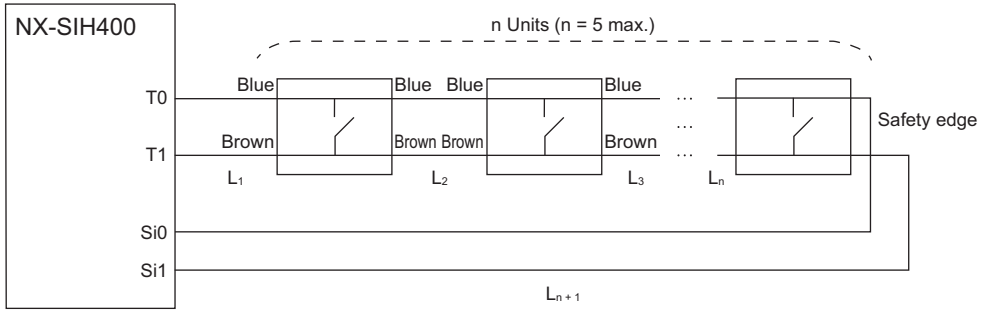 NX-SIH400
n Units (n = 5 max.)
Blue Blue Blue Blue
T0
...
Safety edge
...
Brown Brown Brown Brown
T1
...
L₁ L₂ L₃ Lₙ
Si0
Si1
Lₙ₊₁